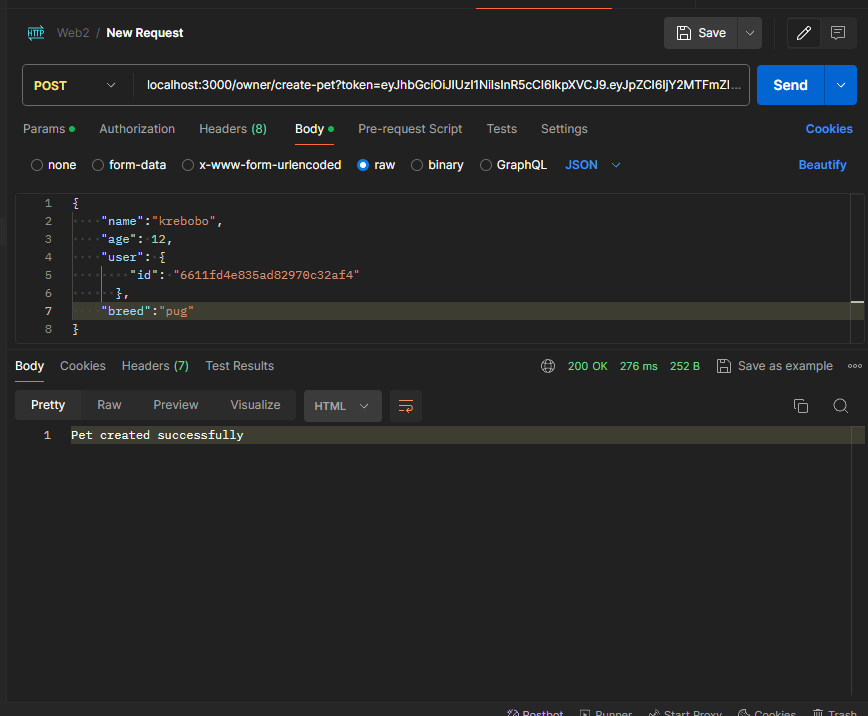 HTTP Web2 / New Request Save
POST localhost:3000/owner/create-pet?token=eyJhbGciOiJIUzI1NiIsInR5cCI6IkpXVCJ9.eyJpZCI6IjY2MTFmZl... Send
Params Authorization Headers (8) Body Pre-request Script Tests Settings Cookies
none form-data x-www-form-urlencoded raw binary GraphQL JSON Beautify
1 {
2 "name":"krebobo",
3 "age": 12,
4 "user": {
5 "id": "6611fd4e835ad82970c32af4"
6 },
7 "breed":"pug"
8 }
Body Cookies Headers (7) Test Results 200 OK 276 ms 252 B Save as example
Pretty Raw Preview Visualize HTML
1 Pet created successfully
Postbot Runner Start Proxy Cookies Trash